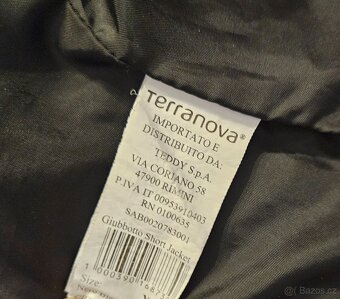 Terranova®
IMPORTATO E
DISTRIBUITO DA:
TEDDY S.p.A.
VIA CORIANO 58
47900 RIMINI
P.IVA IT 00953910403
RN 0100635
SAB0020783001
Giubbotto Short Jacket
Size:
Bazos.cz